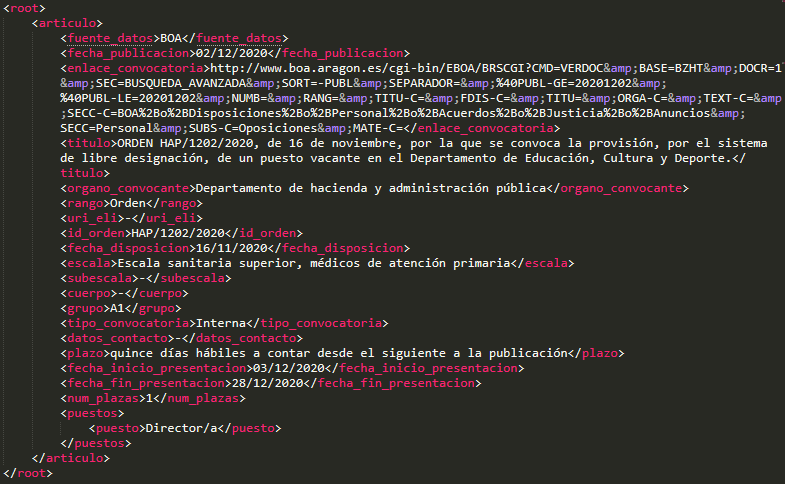 <root>
<articulo>
<fuente_datos>BOA</fuente_datos>
<fecha_publicacion>02/12/2020</fecha_publicacion>
<enlace_convocatoria>http://www.boa.aragon.es/cgi-bin/EBOA/BRSCGI?CMD=VERDOC&amp;BASE=BZHT&amp;DOCR=1
&amp;SEC=BUSQUEDA_AVANZADA&amp;SORT=-PUBL&amp;SEPARADOR=&amp;%40PUBL-GE=20201202&amp;
%40PUBL-LE=20201202&amp;NUMB=&amp;RANG=&amp;TITU-C=&amp;FDIS-C=&amp;TITU=&amp;ORGA-C=&amp;TEXT-C=&amp
;SECC-C=BOA%2Bo%2BDisposiciones%2Bo%2BPersonal%2Bo%2BAcuerdos%2Bo%2BJusticia%2Bo%2BAnuncios&amp;
SECC=Personal&amp;SUBS-C=Oposiciones&amp;MATE-C=</enlace_convocatoria>
<titulo>ORDEN HAP/1202/2020, de 16 de noviembre, por la que se convoca la provisión, por el sistema
de libre designación, de un puesto vacante en el Departamento de Educación, Cultura y Deporte.</
titulo>
<organo_convocante>Departamento de hacienda y administración pública</organo_convocante>
<rango>Orden</rango>
<uri_eli>-</uri_eli>
<id_orden>HAP/1202/2020</id_orden>
<fecha_disposicion>16/11/2020</fecha_disposicion>
<escala>Escala sanitaria superior, médicos de atención primaria</escala>
<subescala>-</subescala>
<cuerpo>-</cuerpo>
<grupo>A1</grupo>
<tipo_convocatoria>Interna</tipo_convocatoria>
<datos_contacto>-</datos_contacto>
<plazo>quince días hábiles a contar desde el siguiente a la publicación</plazo>
<fecha_inicio_presentacion>03/12/2020</fecha_inicio_presentacion>
<fecha_fin_presentacion>28/12/2020</fecha_fin_presentacion>
<num_plazas>1</num_plazas>
<puestos>
<puesto>Director/a</puesto>
</puestos>
</articulo>
</root>